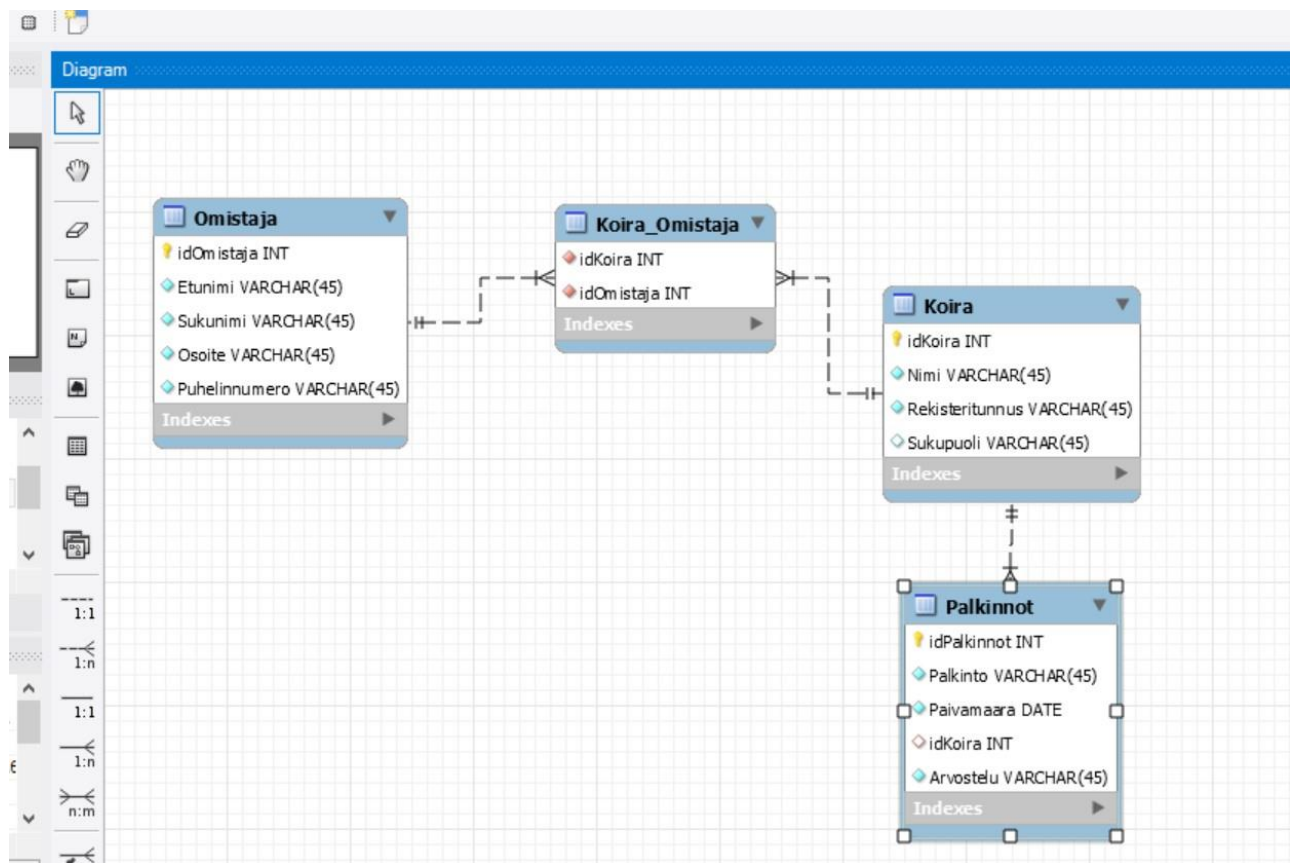 Diagram
Omistaja
idOmistaja INT
Etunimi VARCHAR(45)
Sukunimi VARCHAR(45)
Osoite VARCHAR(45)
Puhelinnumero VARCHAR(45)
Indexes
Koira_Omistaja
idKoira INT
idOmistaja INT
Indexes
Koira
idKoira INT
Nimi VARCHAR(45)
Rekisteritunnus VARCHAR(45)
Sukupuoli VARCHAR(45)
Indexes
Palkinnot
idPalkinnot INT
Palkinto VARCHAR(45)
Paivamaara DATE
idKoira INT
Arvostelu VARCHAR(45)
Indexes
1:1
1:n
1:1
1:n
n:m